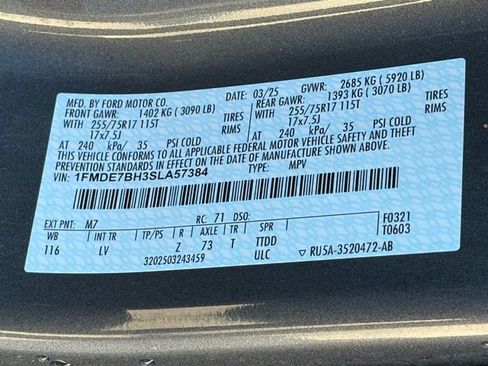 MFD. BY FORD MOTOR CO.
DATE: 03/25 GVWR: 2685 KG ( 5920 LB)
FRONT GAWR: 1402 KG ( 3090 LB) REAR GAWR: 1393 KG ( 3070 LB)
WITH 255/75R17 115T TIRES WITH 255/75R17 115T TIRES
17x7.5J RIMS 17x7.5J RIMS
AT 240 kPa/ 35 PSI COLD AT 240 kPa/ 35 PSI COLD
THIS VEHICLE CONFORMS TO ALL APPLICABLE FEDERAL MOTOR VEHICLE SAFETY AND
THEFT PREVENTION STANDARDS IN EFFECT ON THE DATE OF MANUFACTURE SHOWN ABOVE.
VIN: 1FMDE7BH3SLA57384 TYPE: MPV
EXT PNT: M7 RC: 71 DSO: F0321
WB INT TR TP/PS R AXLE TR SPR T0603
116 LV Z 73 T TTDD
3202503243459 ULC ▽ RU5A-3520472-AB